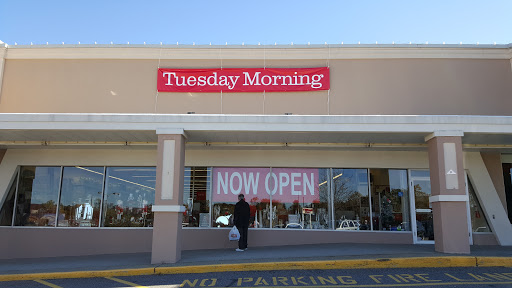 Tuesday Morning
NOW OPEN
NO PARKING FIRE LANE